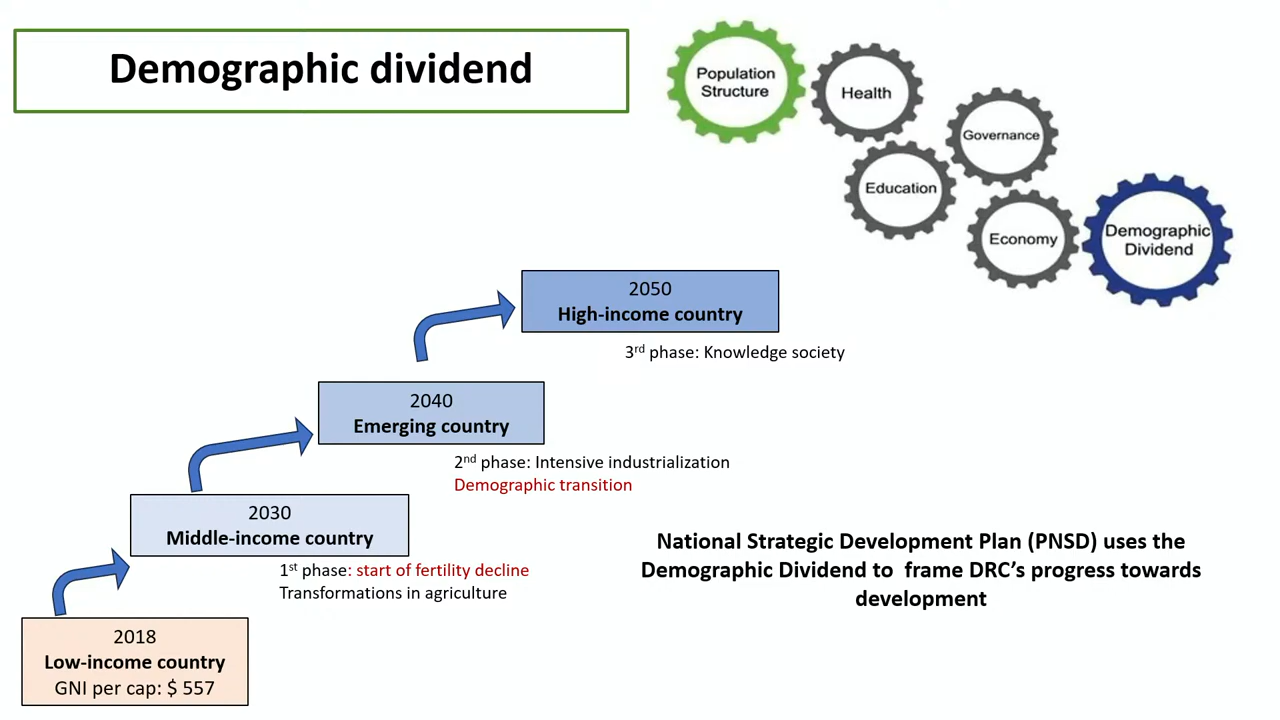 Demographic dividend
Population
Structure
Health
Governance
Education
Economy
Demographic
Dividend
2050
High-income country
3rd phase: Knowledge society
2040
Emerging country
2nd phase: Intensive industrialization
Demographic transition
2030
Middle-income country
1st phase: start of fertility decline
Transformations in agriculture
2018
Low-income country
GNI per cap: $ 557
National Strategic Development Plan (PNSD) uses the
Demographic Dividend to  frame DRC's progress towards
development